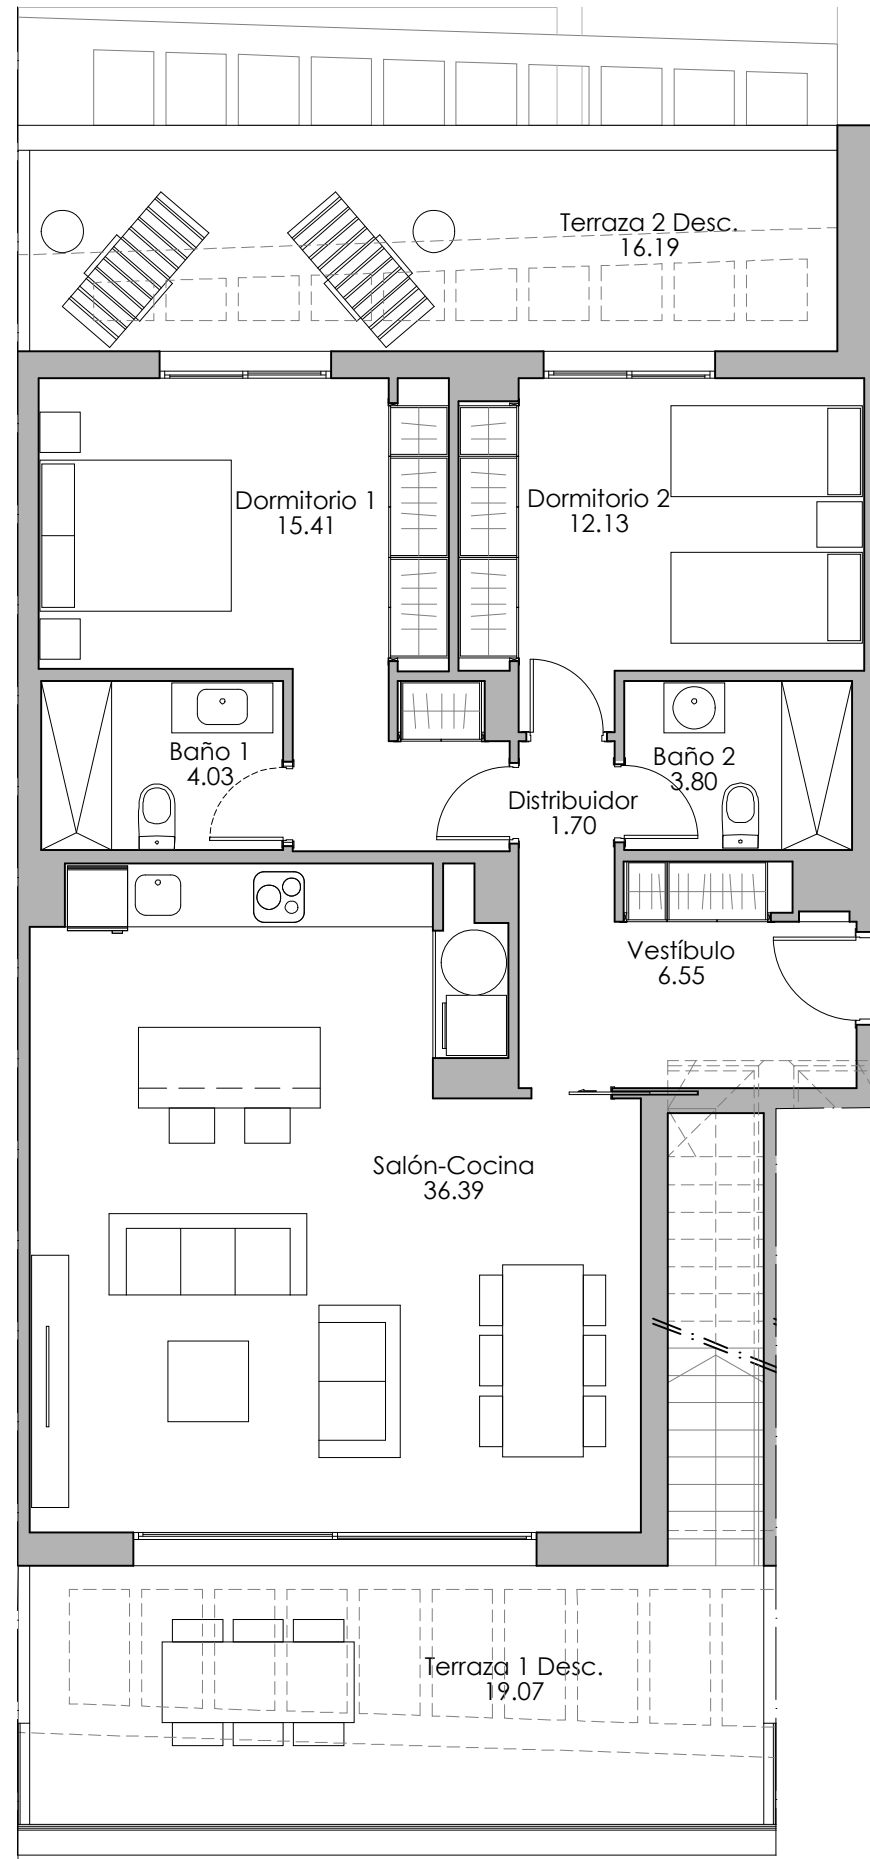 Terraza 2 Desc.
16.19
Dormitorio 1
15.41
Dormitorio 2
12.13
Baño 1
4.03
Baño 2
3.80
Distribuidor
1.70
Vestíbulo
6.55
Salón-Cocina
36.39
Terraza 1 Desc.
19.07